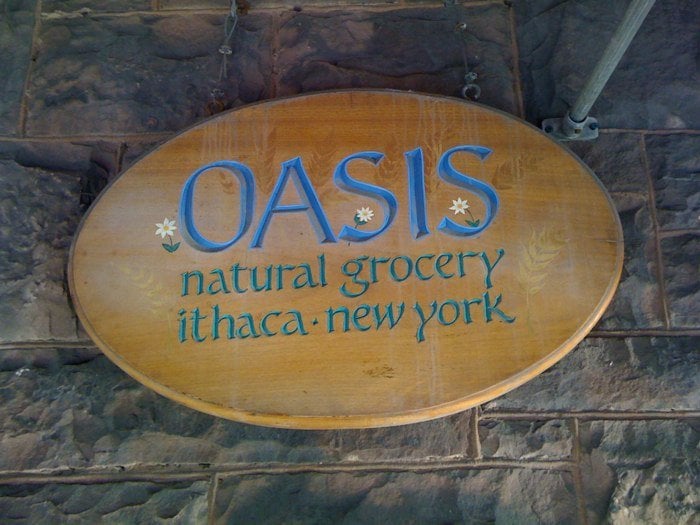 OASIS
natural grocery
ithaca · new york